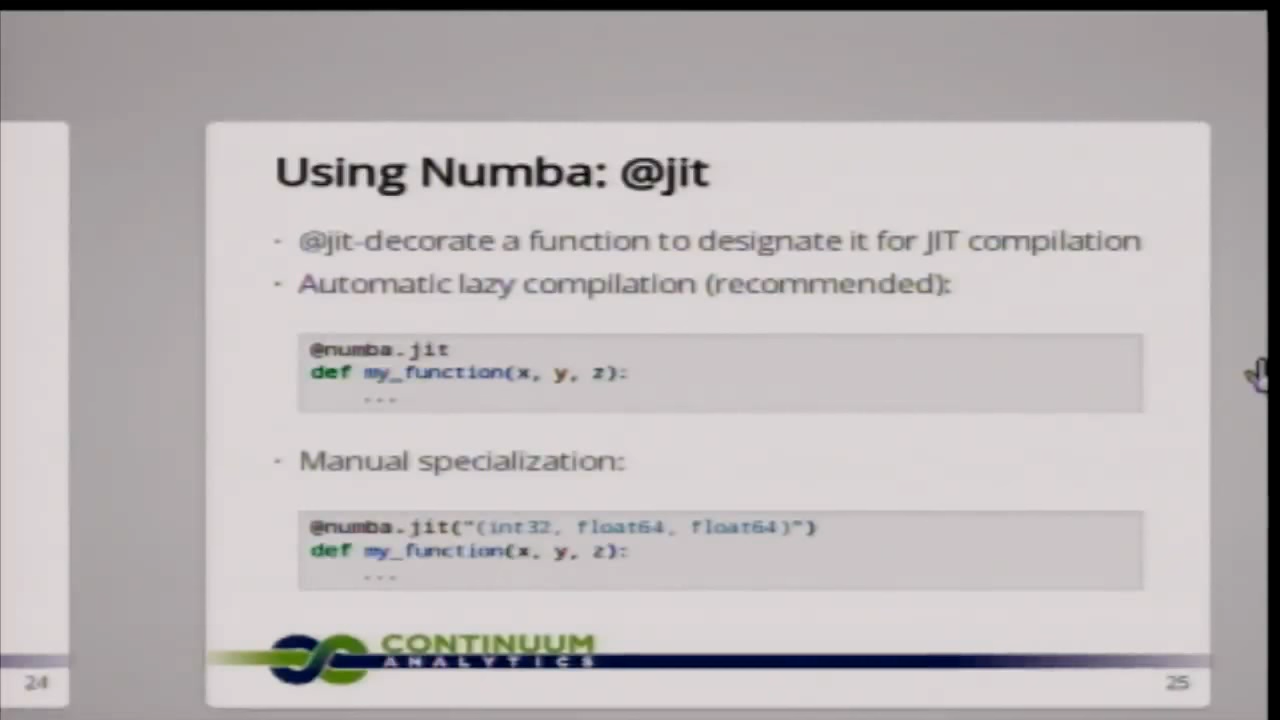 Using Numba: @jit
· @jit-decorate a function to designate it for JIT compilation
· Automatic lazy compilation (recommended):
@numba.jit
def my_function(x, y, z):
...
· Manual specialization:
@numba.jit("(int32, float64, float64)")
def my_function(x, y, z):
...
CONTINUUM
ANALYTICS
24
25